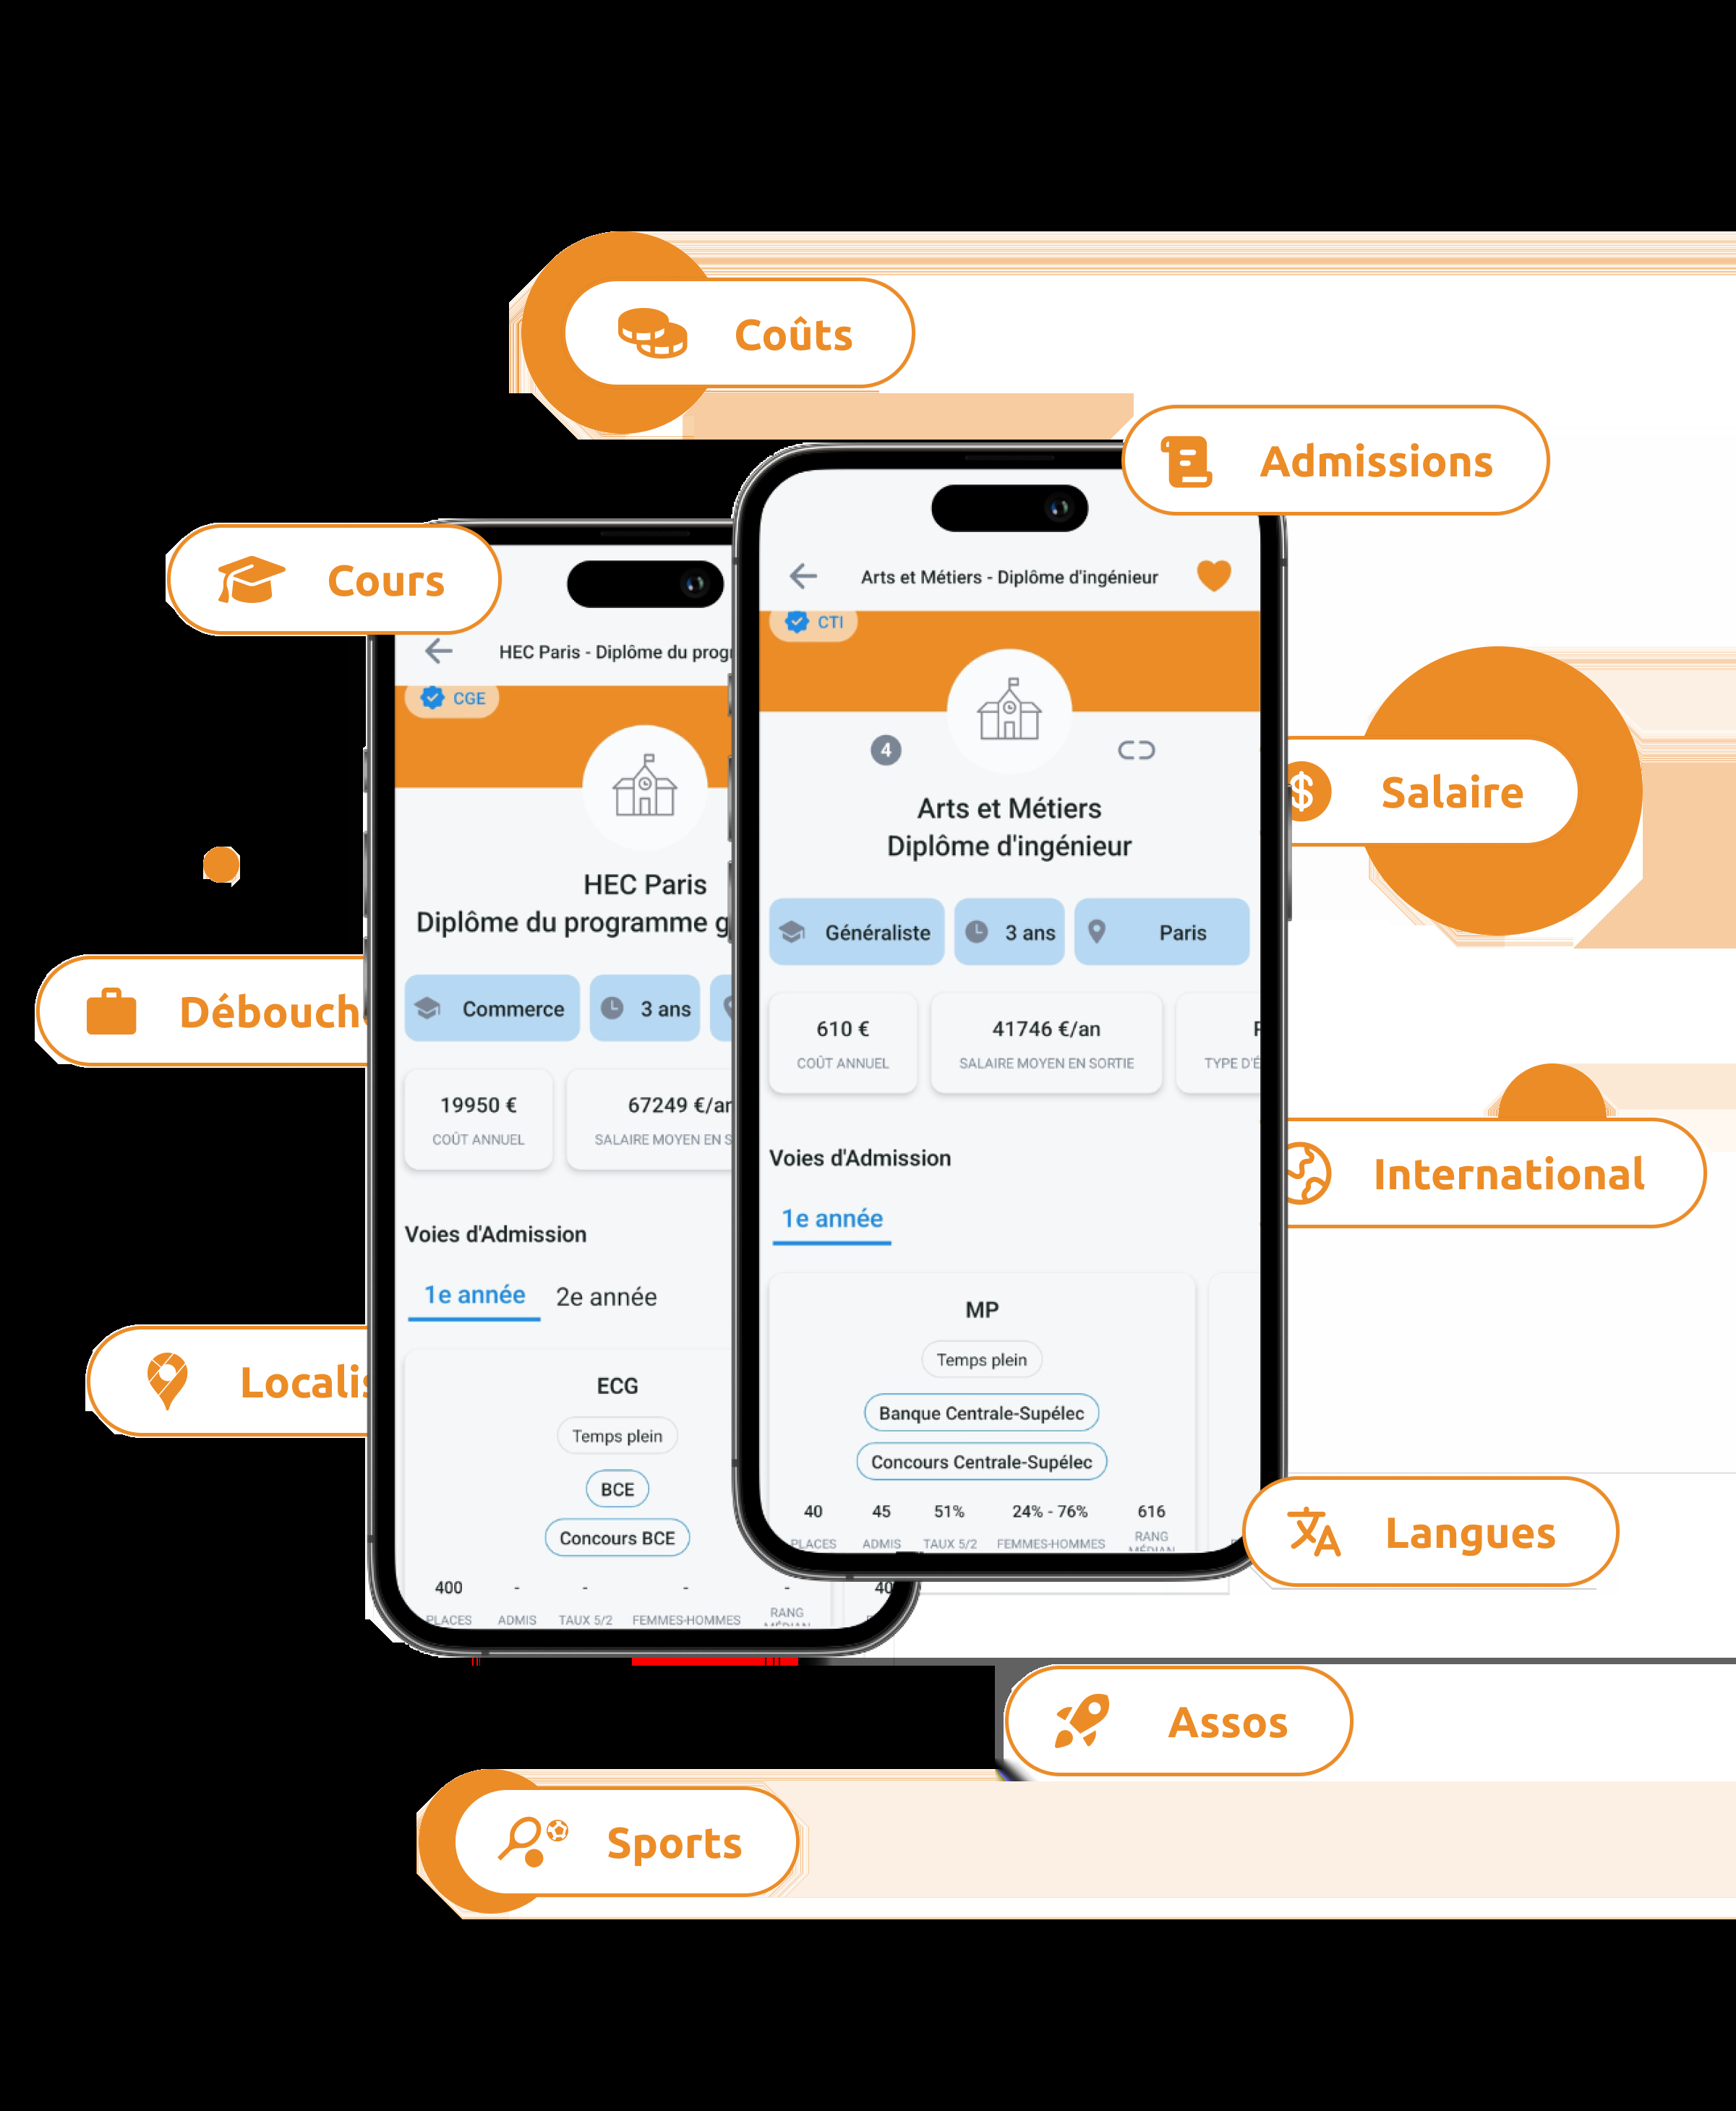 Coûts
Admissions
Cours
Salaire
International
Langues
Assos
Sports
HEC Paris - Diplôme du
CGE
HEC Paris
Diplôme du programme
Commerce
3 ans
19950 €
COÛT ANNUEL
67249 €/an
SALAIRE MOYEN EN
Voies d'Admission
1e année
2e année
ECG
Temps plein
BCE
Concours BCE
400 - - - -
PLACES ADMIS TAUX 5/2 FEMMES-HOMMES RANG
MÉDIAN
Arts et Métiers - Diplôme d'ingénieur
CTI
4
Arts et Métiers
Diplôme d'ingénieur
Généraliste
3 ans
Paris
610 €
COÛT ANNUEL
41746 €/an
SALAIRE MOYEN EN SORTIE
TYPE
Voies d'Admission
1e année
MP
Temps plein
Banque Centrale-Supélec
Concours Centrale-Supélec
40 45 51% 24% - 76% 616
PLACES ADMIS TAUX 5/2 FEMMES-HOMMES RANG
MÉDIAN